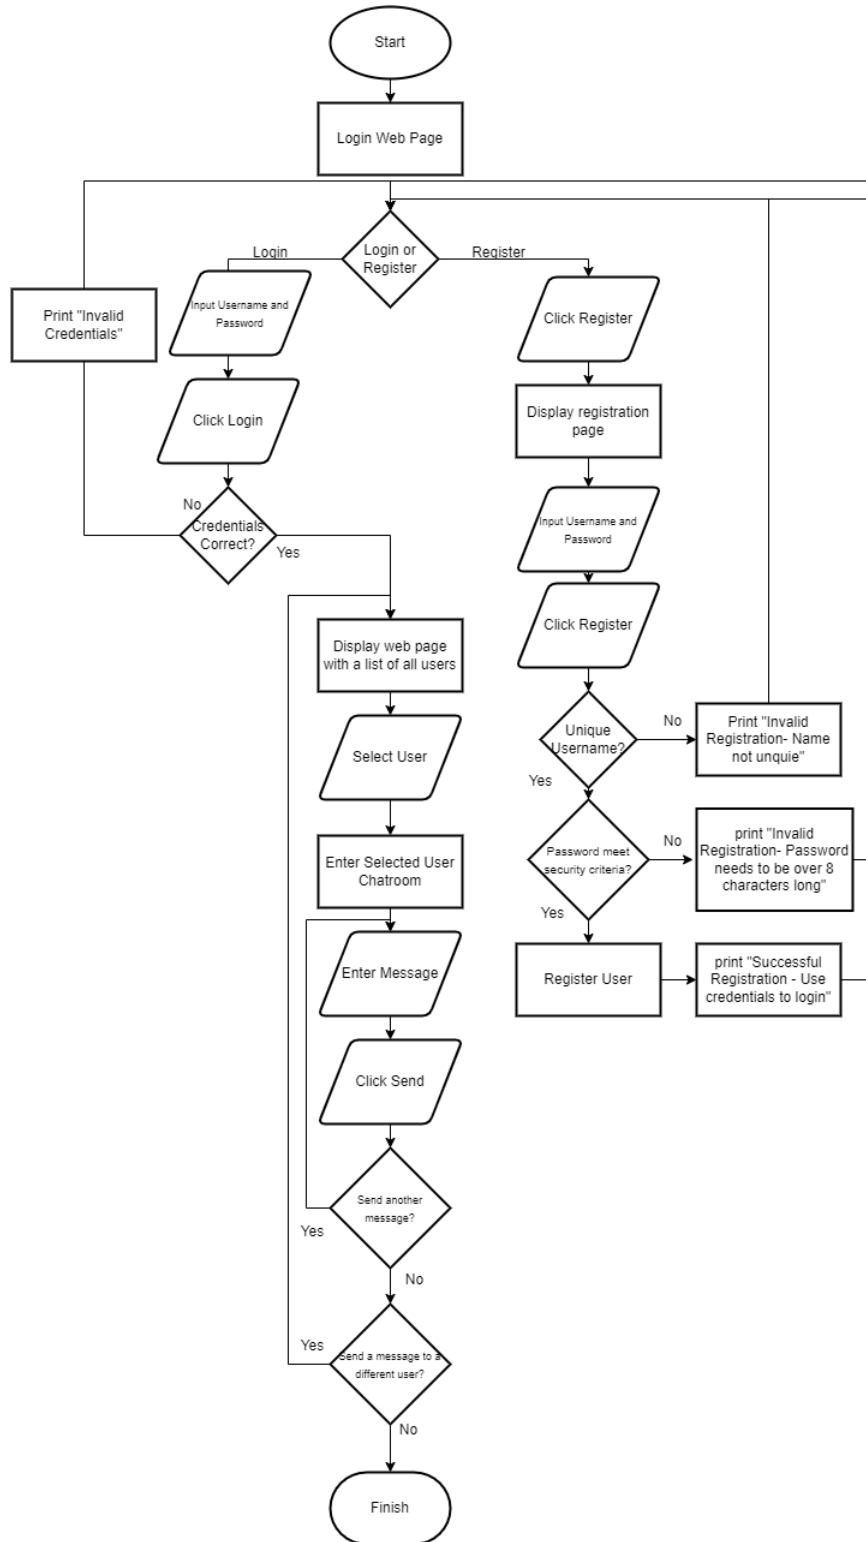 Start
Login Web Page
Login or
Register
Login
Register
Input Username and
Password
Click Register
Print "Invalid
Credentials"
Click Login
Display registration
page
No
Credentials
Correct?
Yes
Input Username and
Password
Click Register
Display web page
with a list of all users
Select User
Unique
Username?
No
Print "Invalid
Registration- Name
not unquie"
Yes
Enter Selected User
Chatroom
Password meet
security criteria?
No
print "Invalid
Registration- Password
needs to be over 8
characters long"
Yes
Enter Message
Register User
print "Successful
Registration - Use
credentials to login"
Click Send
Send another
message?
Yes
No
Send a message to a
different user?
Yes
No
Finish